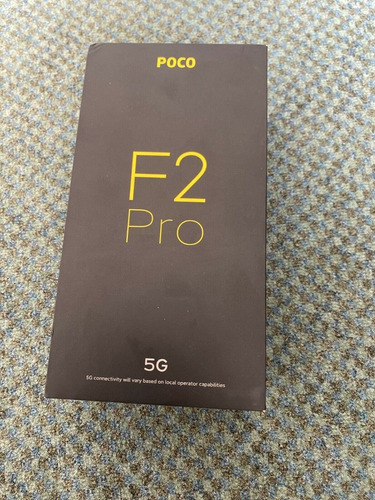 POCO
F2
Pro
5G
5G connectivity will vary based on local operator capabilities